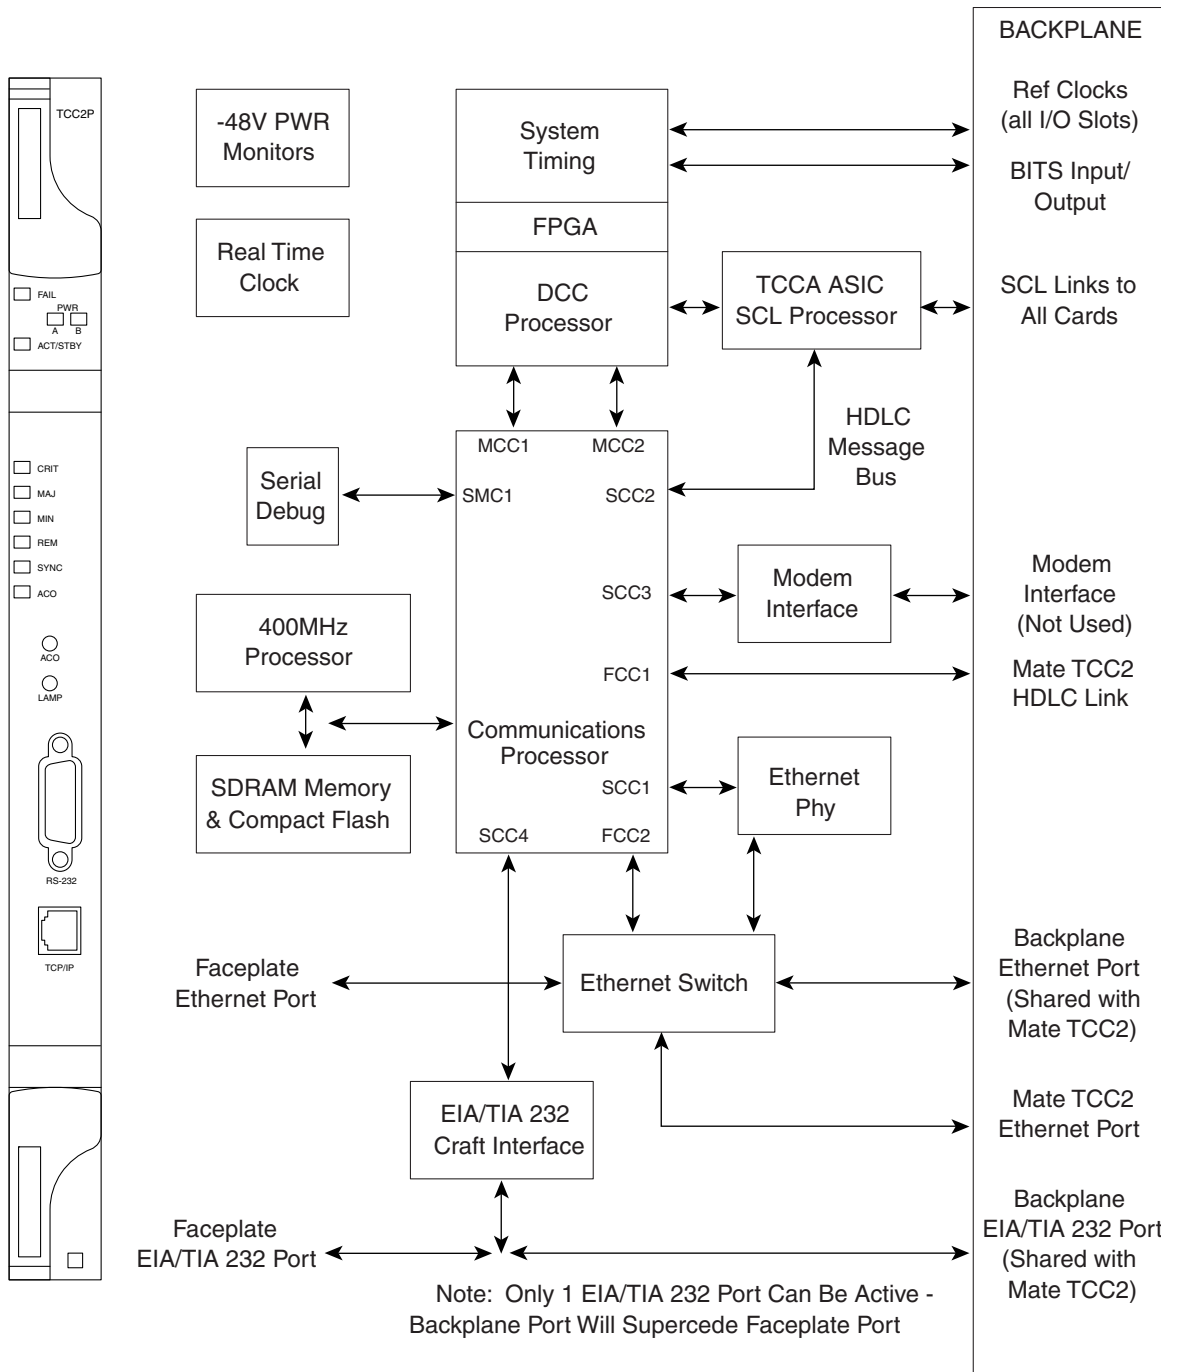 BACKPLANE
TCC2P
FAIL
PWR
A B
ACT/STBY
CRIT
MAJ
MIN
REM
SYNC
ACO
ACO
LAMP
RS-232
TCP/IP
-48V PWR
Monitors
Real Time
Clock
System
Timing
FPGA
DCC
Processor
TCCA ASIC
SCL Processor
Ref Clocks
(all I/O Slots)
BITS Input/
Output
SCL Links to
All Cards
HDLC
Message
Bus
MCC1
MCC2
Serial
Debug
SMC1
SCC2
SCC3
Modem
Interface
Modem
Interface
(Not Used)
400MHz
Processor
FCC1
Mate TCC2
HDLC Link
Communications
Processor
SDRAM Memory
& Compact Flash
SCC1
Ethernet
Phy
SCC4
FCC2
Faceplate
Ethernet Port
Ethernet Switch
Backplane
Ethernet Port
(Shared with
Mate TCC2)
EIA/TIA 232
Craft Interface
Mate TCC2
Ethernet Port
Faceplate
EIA/TIA 232 Port
Backplane
EIA/TIA 232 Port
(Shared with
Mate TCC2)
Note: Only 1 EIA/TIA 232 Port Can Be Active -
Backplane Port Will Supercede Faceplate Port